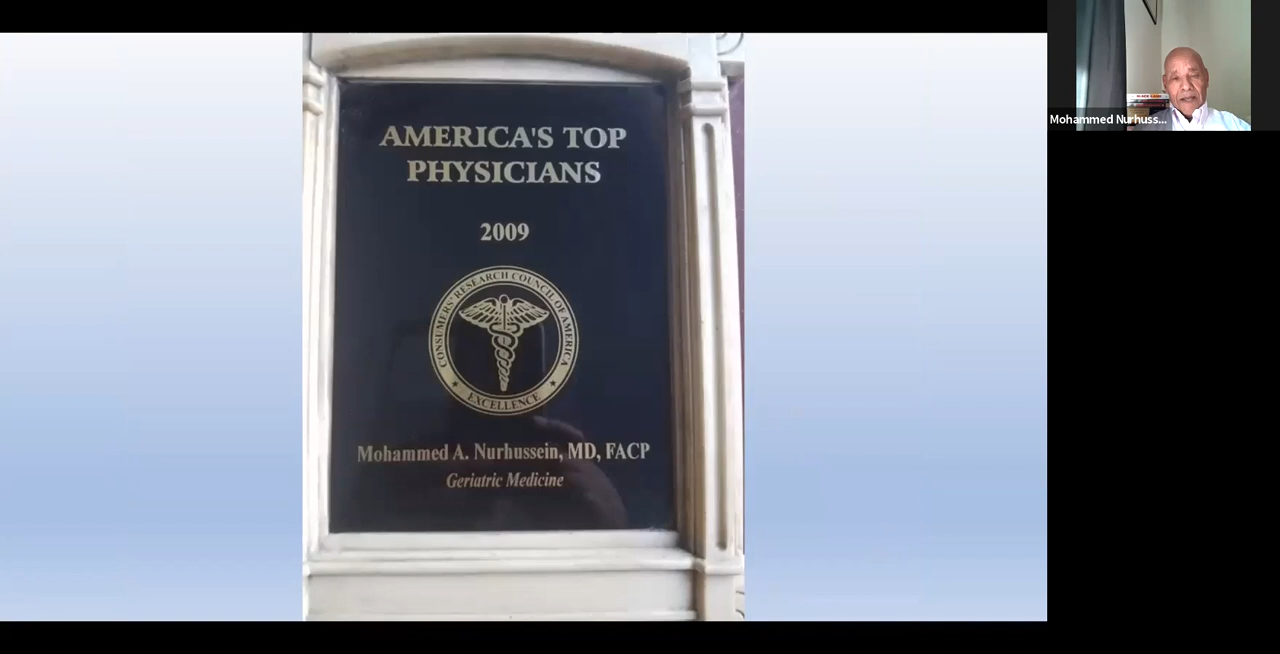 AMERICA'S TOP
PHYSICIANS
2009
CONSUMERS' RESEARCH COUNCIL OF AMERICA
EXCELLENCE
Mohammed A. Nurhussein, MD, FACP
Geriatric Medicine
Mohammed Nurhuss...